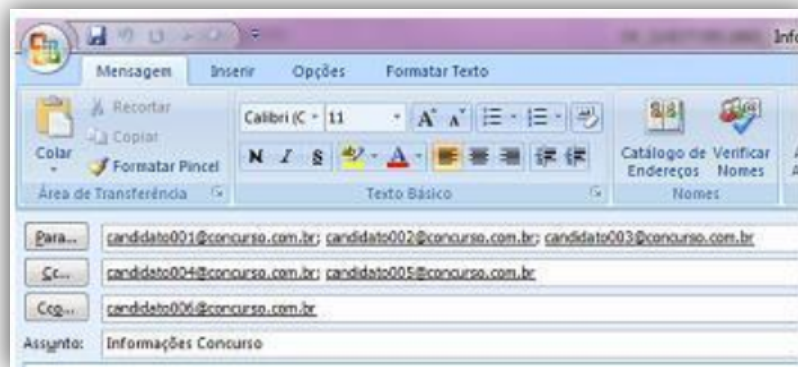 Info
Mensagem Inserir Opções Formatar Texto
Recortar
Copiar
Colar
Formatar Pincel
Calibri (C 11 A A
N I S A
Catálogo de Endereços
Verificar Nomes
Área de Transferência Texto Básico Nomes
Para... candidato001@concurso.com.br; candidato002@concurso.com.br; candidato003@concurso.com.br
Cc... candidato004@concurso.com.br; candidato005@concurso.com.br
Cco... candidato006@concurso.com.br
Assunto: Informações Concurso